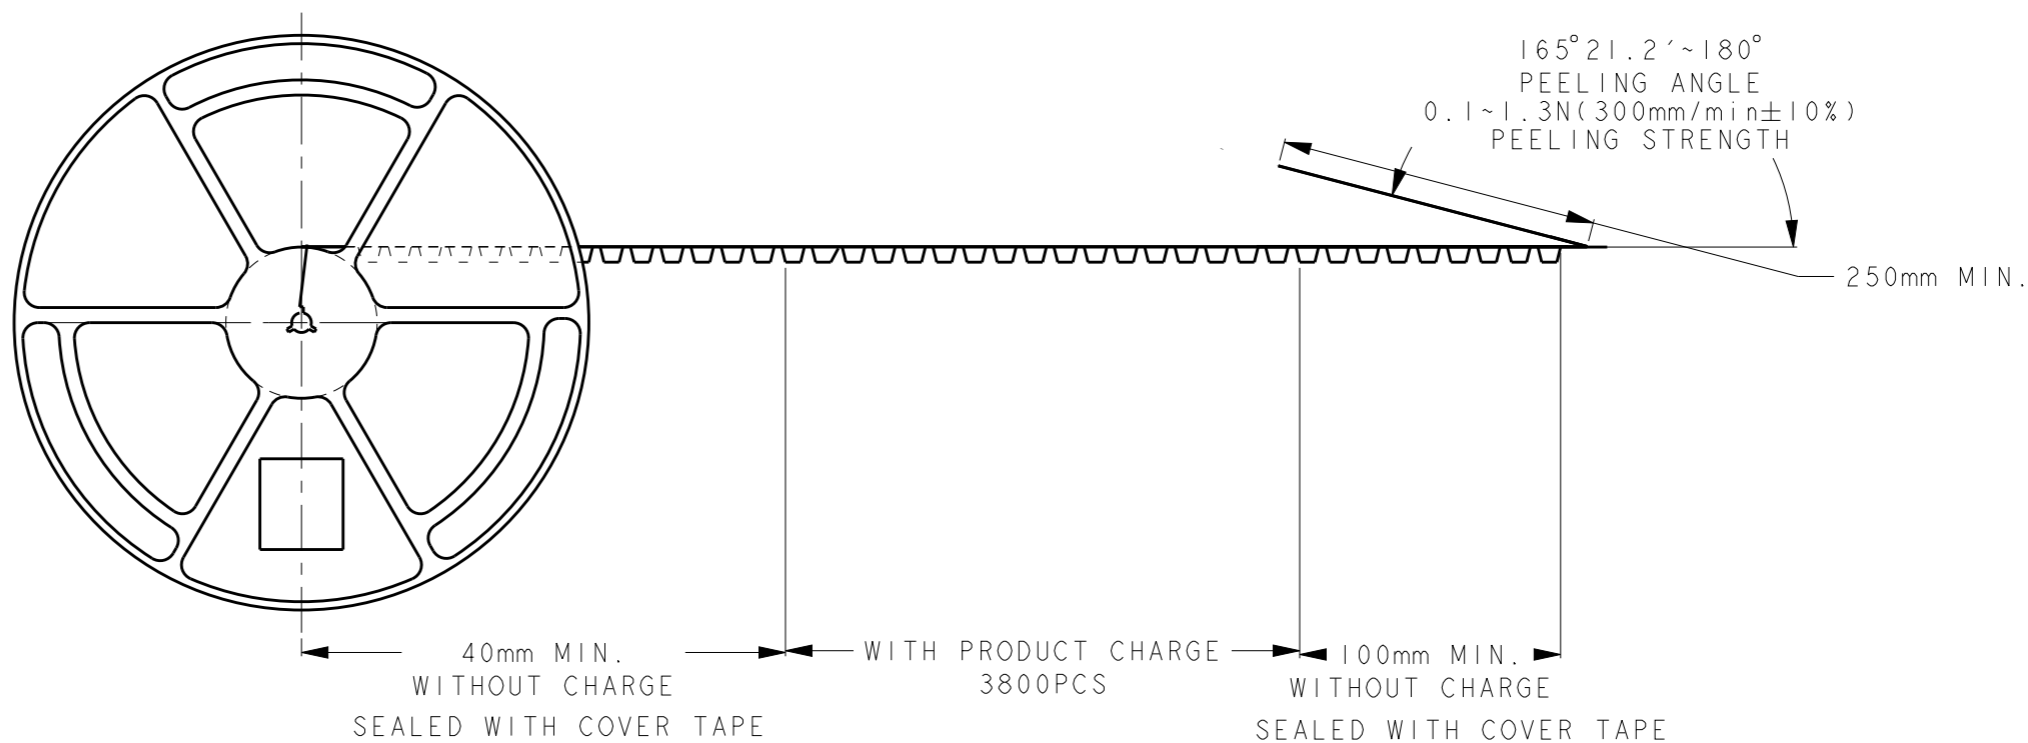 165°21.2´~180°
PEELING ANGLE
0.1~1.3N(300mm/min±10%)
PEELING STRENGTH
250mm MIN.
40mm MIN.
WITHOUT CHARGE
SEALED WITH COVER TAPE
WITH PRODUCT CHARGE
3800PCS
100mm MIN.
WITHOUT CHARGE
SEALED WITH COVER TAPE